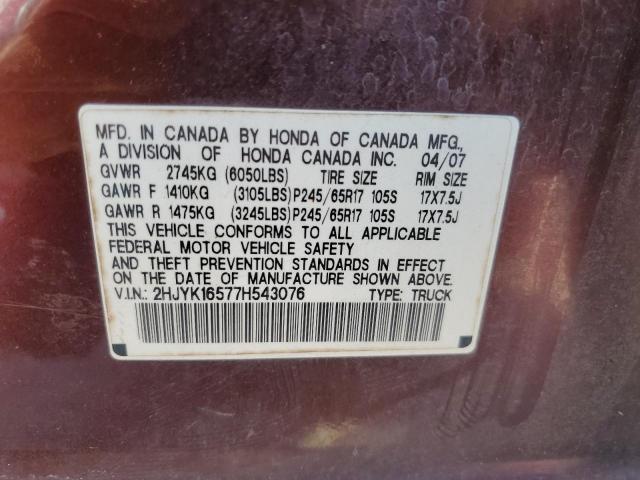 MFD. IN CANADA BY HONDA OF CANADA MFG.,
A DIVISION OF HONDA CANADA INC. 04/07
GVWR 2745KG (6050LBS) TIRE SIZE RIM SIZE
GAWR F 1410KG (3105LBS)P245/65R17 105S 17X7.5J
GAWR R 1475KG (3245LBS)P245/65R17 105S 17X7.5J
THIS VEHICLE CONFORMS TO ALL APPLICABLE
FEDERAL MOTOR VEHICLE SAFETY
AND THEFT PREVENTION STANDARDS IN EFFECT
ON THE DATE OF MANUFACTURE SHOWN ABOVE.
V.I.N.: 2HJYK16577H543076 TYPE: TRUCK